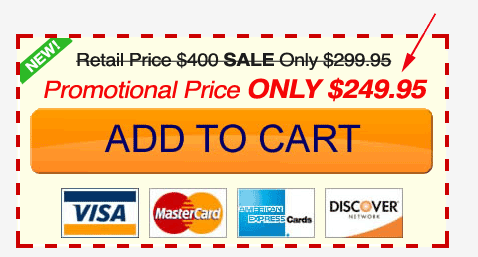 NEW!
Retail Price $400 SALE Only $299.95
Promotional Price ONLY $249.95
ADD TO CART
VISA MasterCard AMERICAN EXPRESS Cards DISCOVER NETWORK